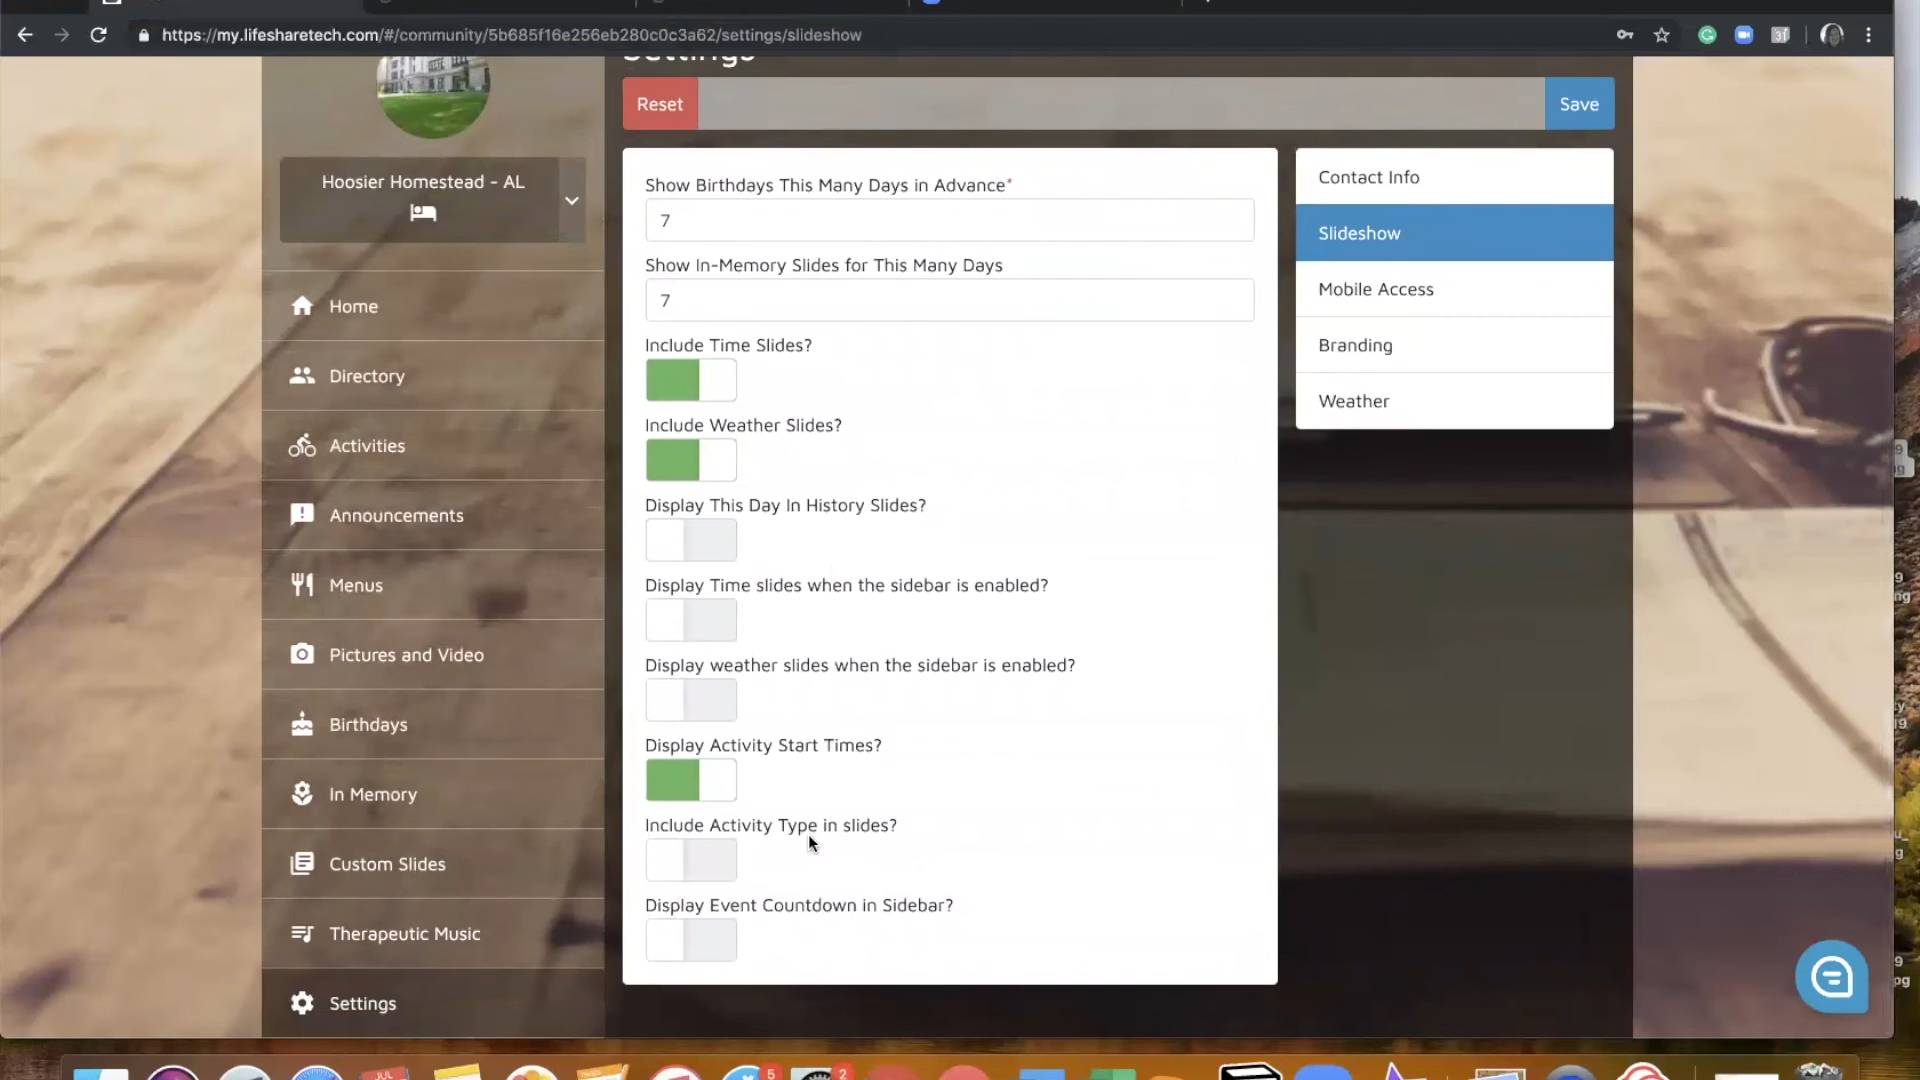 https://my.lifesharetech.com/#/community/5b685f16e256eb280c0c3a62/settings/slideshow
Settings
Reset
Save
Hoosier Homestead - AL
Home
Directory
Activities
Announcements
Menus
Pictures and Video
Birthdays
In Memory
Custom Slides
Therapeutic Music
Settings
Show Birthdays This Many Days in Advance*
7
Show In-Memory Slides for This Many Days
7
Include Time Slides?
Include Weather Slides?
Display This Day In History Slides?
Display Time slides when the sidebar is enabled?
Display weather slides when the sidebar is enabled?
Display Activity Start Times?
Include Activity Type in slides?
Display Event Countdown in Sidebar?
Contact Info
Slideshow
Mobile Access
Branding
Weather
31
JUL
5
2